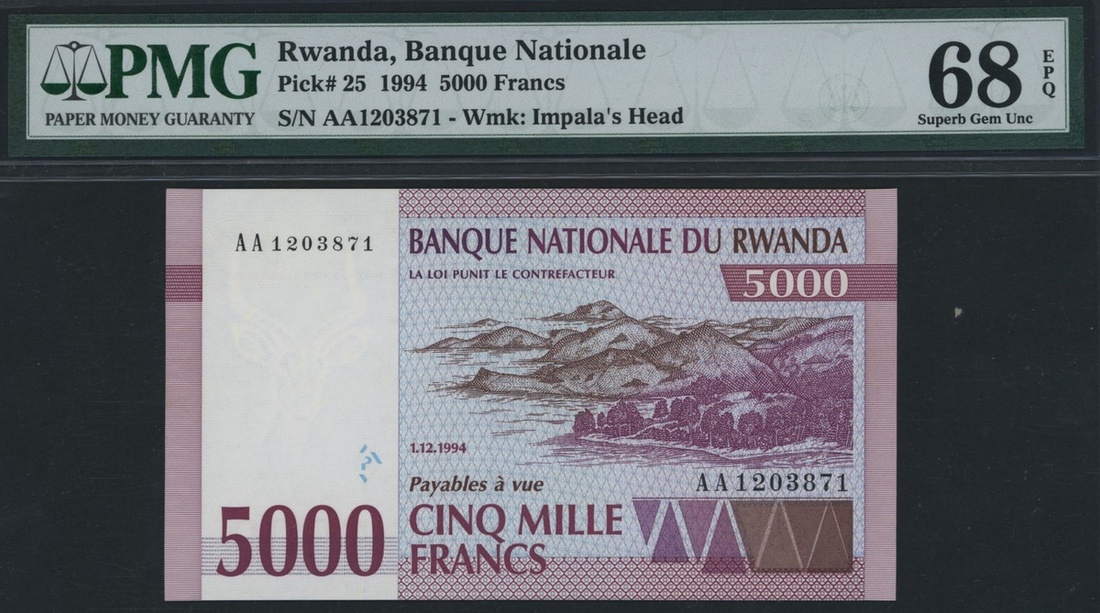 PMG
PAPER MONEY GUARANTY
Rwanda, Banque Nationale
Pick# 25 1994 5000 Francs
S/N AA1203871 - Wmk: Impala's Head
68
EPQ
Superb Gem Unc
AA1203871
BANQUE NATIONALE DU RWANDA
LA LOI PUNIT LE CONTREFACTEUR
5000
1.12.1994
Payables à vue
AA1203871
5000
CINQ MILLE
FRANCS